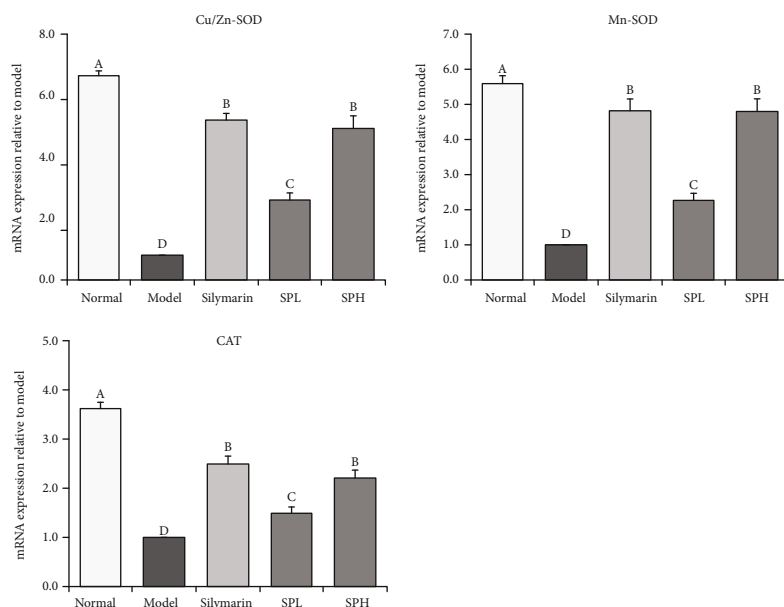 Cu/Zn-SOD
mRNA expression relative to model
8.0
6.0
4.0
2.0
0.0
A
D
B
C
B
Normal Model Silymarin SPL SPH
Mn-SOD
mRNA expression relative to model
7.0
6.0
5.0
4.0
3.0
2.0
1.0
0.0
A
D
B
C
B
Normal Model Silymarin SPL SPH
CAT
mRNA expression relative to model
5.0
4.0
3.0
2.0
1.0
0.0
A
D
B
C
B
Normal Model Silymarin SPL SPH